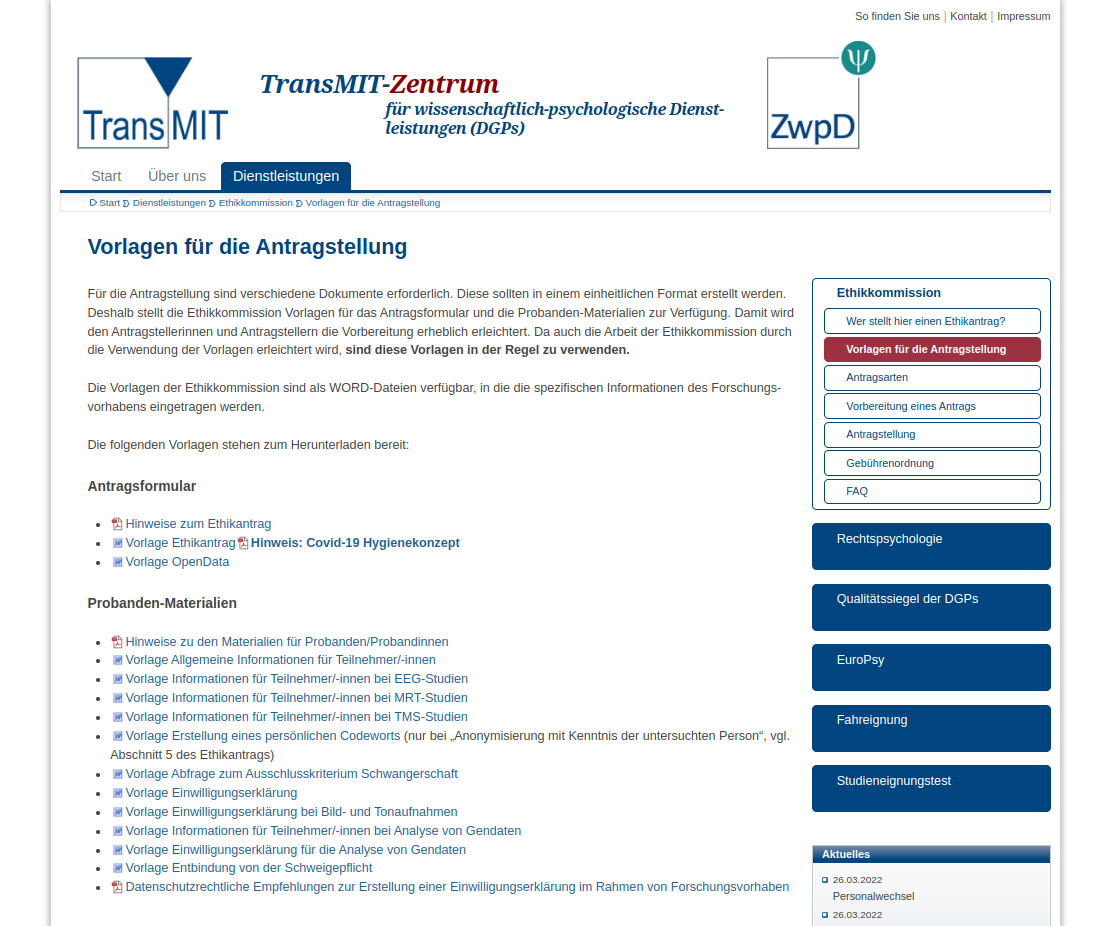 So finden Sie uns | Kontakt | Impressum
TransMIT
TransMIT-Zentrum
für wissenschaftlich-psychologische Dienst-
leistungen (DGPs)
ψ
ZwpD
Start Über uns Dienstleistungen
Start Dienstleistungen Ethikkommission Vorlagen für die Antragstellung
Vorlagen für die Antragstellung
Für die Antragstellung sind verschiedene Dokumente erforderlich. Diese sollten in einem einheitlichen Format erstellt werden.
Deshalb stellt die Ethikkommission Vorlagen für das Antragsformular und die Probanden-Materialien zur Verfügung. Damit wird
den Antragstellerinnen und Antragstellern die Vorbereitung erheblich erleichtert. Da auch die Arbeit der Ethikkommission durch
die Verwendung der Vorlagen erleichtert wird, sind diese Vorlagen in der Regel zu verwenden.
Die Vorlagen der Ethikkommission sind als WORD-Dateien verfügbar, in die die spezifischen Informationen des Forschungs-
vorhabens eingetragen werden.
Die folgenden Vorlagen stehen zum Herunterladen bereit:
Antragsformular
Hinweise zum Ethikantrag
Vorlage Ethikantrag Hinweis: Covid-19 Hygienekonzept
Vorlage OpenData
Probanden-Materialien
Hinweise zu den Materialien für Probanden/Probandinnen
Vorlage Allgemeine Informationen für Teilnehmer/-innen
Vorlage Informationen für Teilnehmer/-innen bei EEG-Studien
Vorlage Informationen für Teilnehmer/-innen bei MRT-Studien
Vorlage Informationen für Teilnehmer/-innen bei TMS-Studien
Vorlage Erstellung eines persönlichen Codeworts (nur bei „Anonymisierung mit Kenntnis der untersuchten Person“, vgl.
Abschnitt 5 des Ethikantrags)
Vorlage Abfrage zum Ausschlusskriterium Schwangerschaft
Vorlage Einwilligungserklärung
Vorlage Einwilligungserklärung bei Bild- und Tonaufnahmen
Vorlage Informationen für Teilnehmer/-innen bei Analyse von Gendaten
Vorlage Einwilligungserklärung für die Analyse von Gendaten
Vorlage Entbindung von der Schweigepflicht
Datenschutzrechtliche Empfehlungen zur Erstellung einer Einwilligungserklärung im Rahmen von Forschungsvorhaben
Ethikkommission
Wer stellt hier einen Ethikantrag?
Vorlagen für die Antragstellung
Antragsarten
Vorbereitung eines Antrags
Antragstellung
Gebührenordnung
FAQ
Rechtspsychologie
Qualitätssiegel der DGPs
EuroPsy
Fahreignung
Studieneignungstest
Aktuelles
26.03.2022
Personalwechsel
26.03.2022